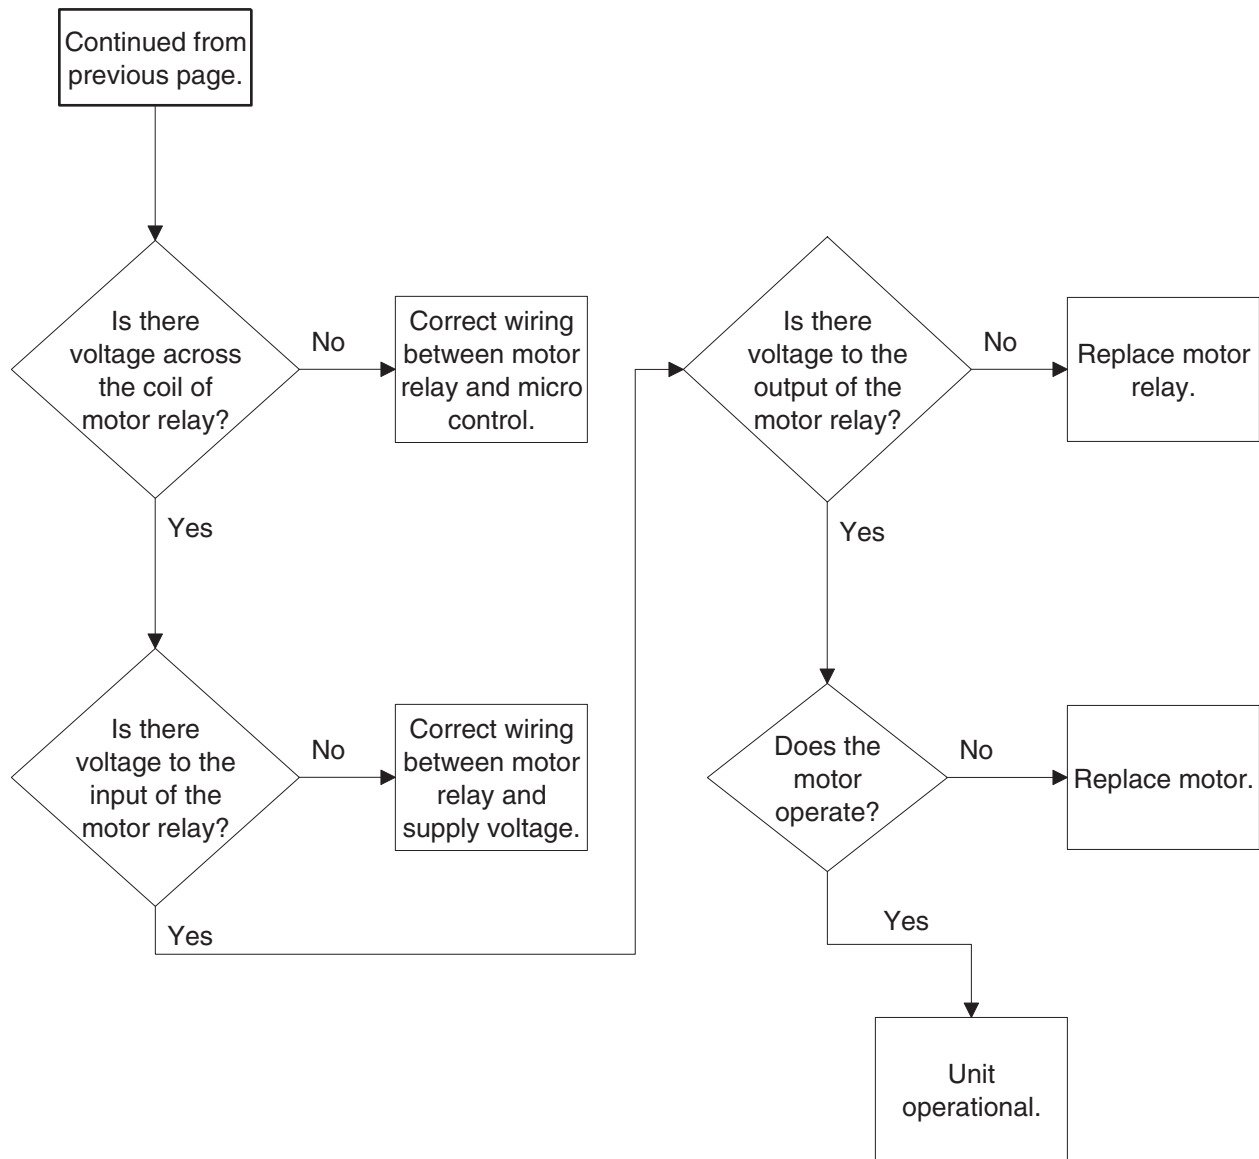 Continued from
previous page.
Is there
voltage across
the coil of
motor relay?
No
Correct wiring
between motor
relay and micro
control.
Yes
Is there
voltage to the
input of the
motor relay?
No
Correct wiring
between motor
relay and
supply voltage.
Yes
Is there
voltage to the
output of the
motor relay?
No
Replace motor
relay.
Yes
Does the
motor
operate?
No
Replace motor.
Yes
Unit
operational.